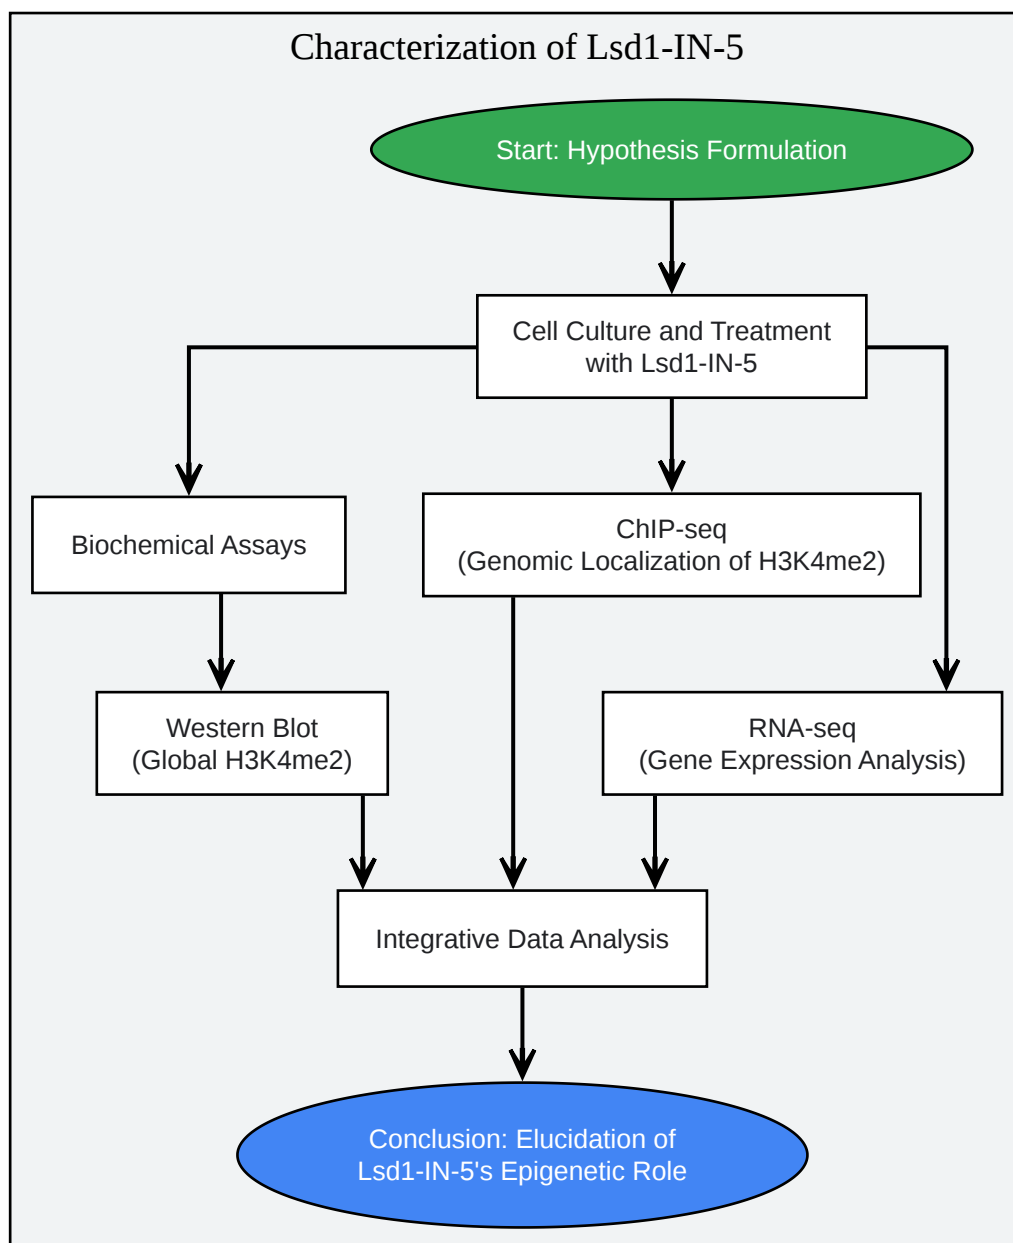 Characterization of Lsd1-IN-5
Start: Hypothesis Formulation
Cell Culture and Treatment
with Lsd1-IN-5
Biochemical Assays
ChIP-seq
(Genomic Localization of H3K4me2)
Western Blot
(Global H3K4me2)
RNA-seq
(Gene Expression Analysis)
Integrative Data Analysis
Conclusion: Elucidation of
Lsd1-IN-5's Epigenetic Role